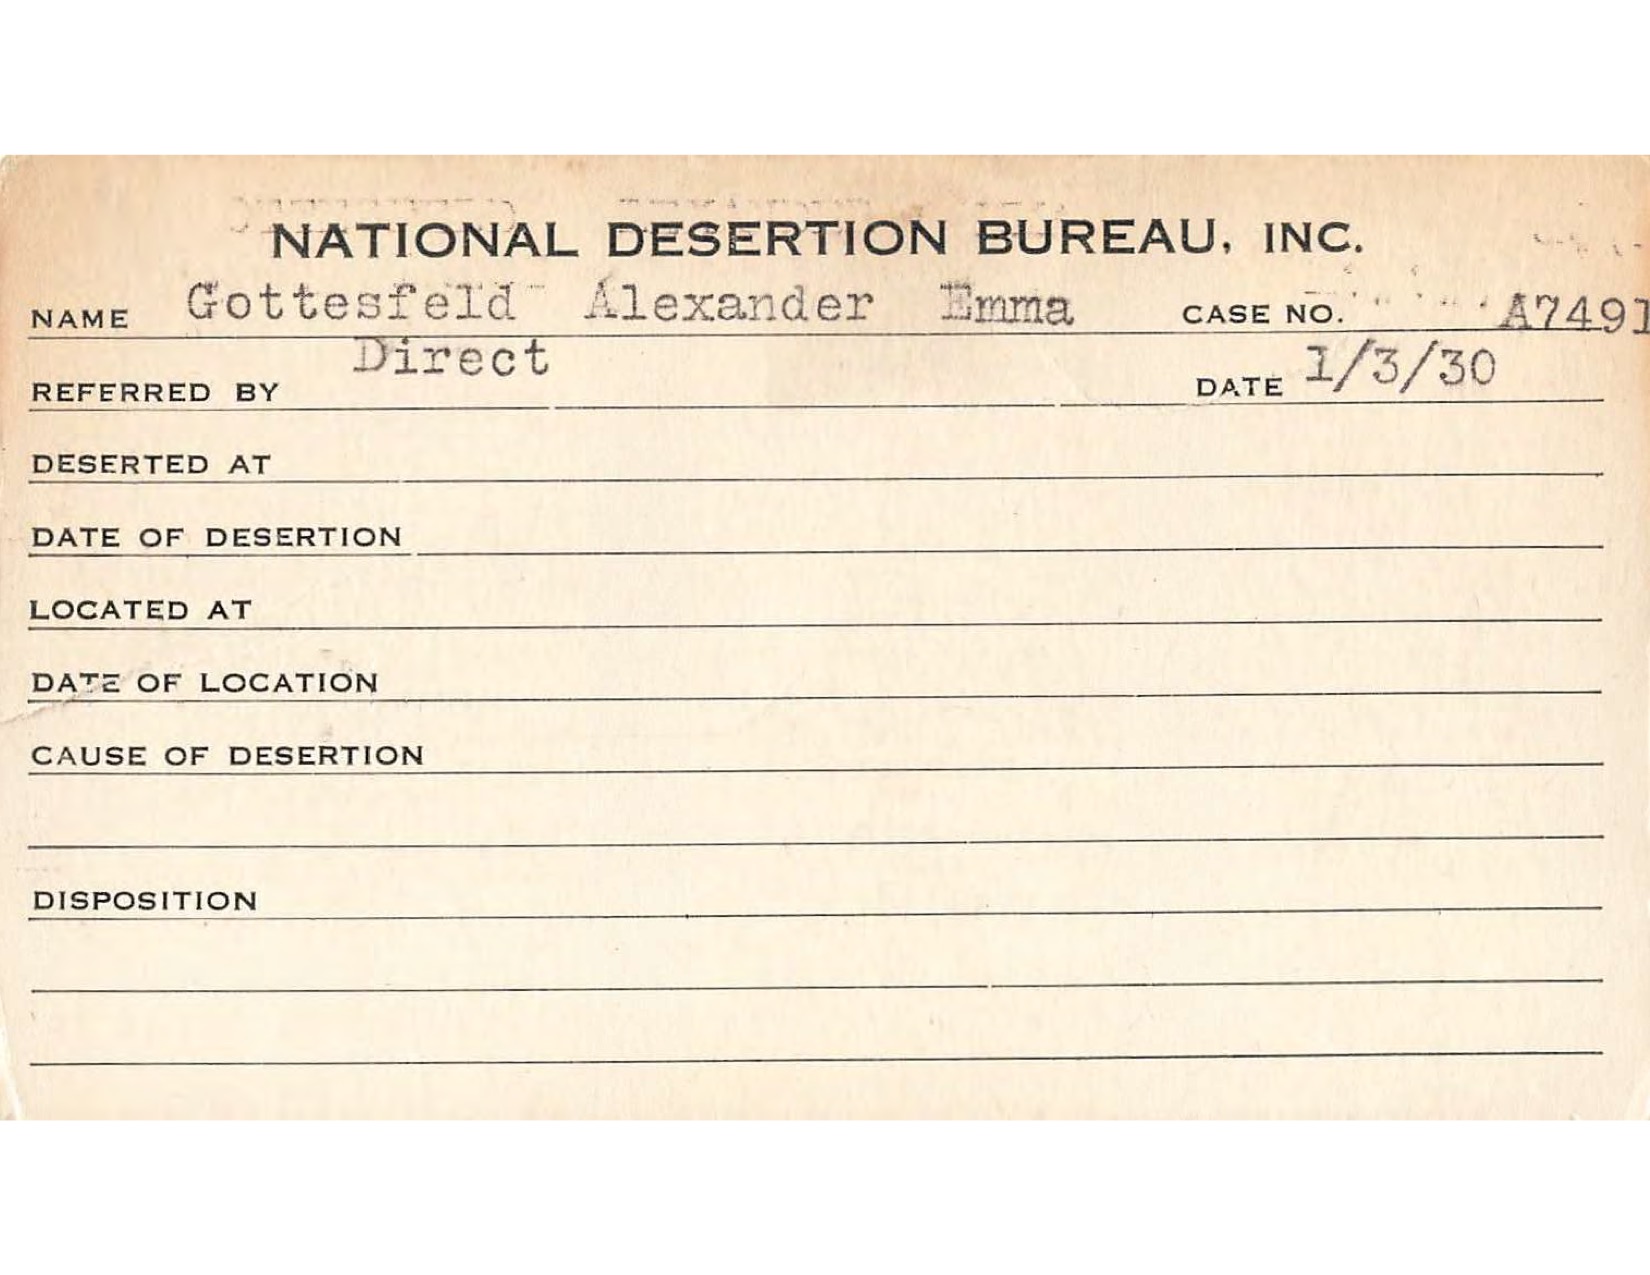 NATIONAL DESERTION BUREAU, INC.
NAME Gottesfeld Alexander Emma CASE NO. A7491
REFERRED BY Direct DATE 1/3/30
DESERTED AT
DATE OF DESERTION
LOCATED AT
DATE OF LOCATION
CAUSE OF DESERTION
DISPOSITION